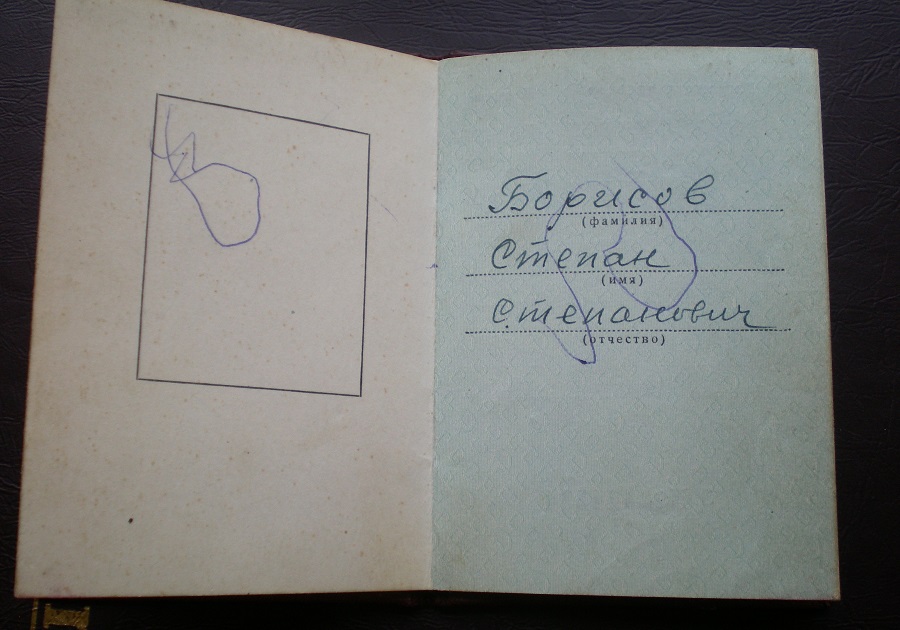 Борисов
(фамилия)
Степан
(имя)
Степанович
(отчество)